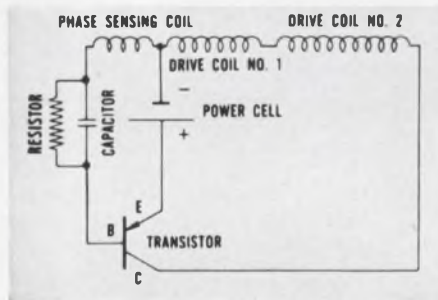 PHASE SENSING COIL
DRIVE COIL NO. 2
DRIVE COIL NO. 1
−
POWER CELL
+
RESISTOR
CAPACITOR
E
B
TRANSISTOR
C